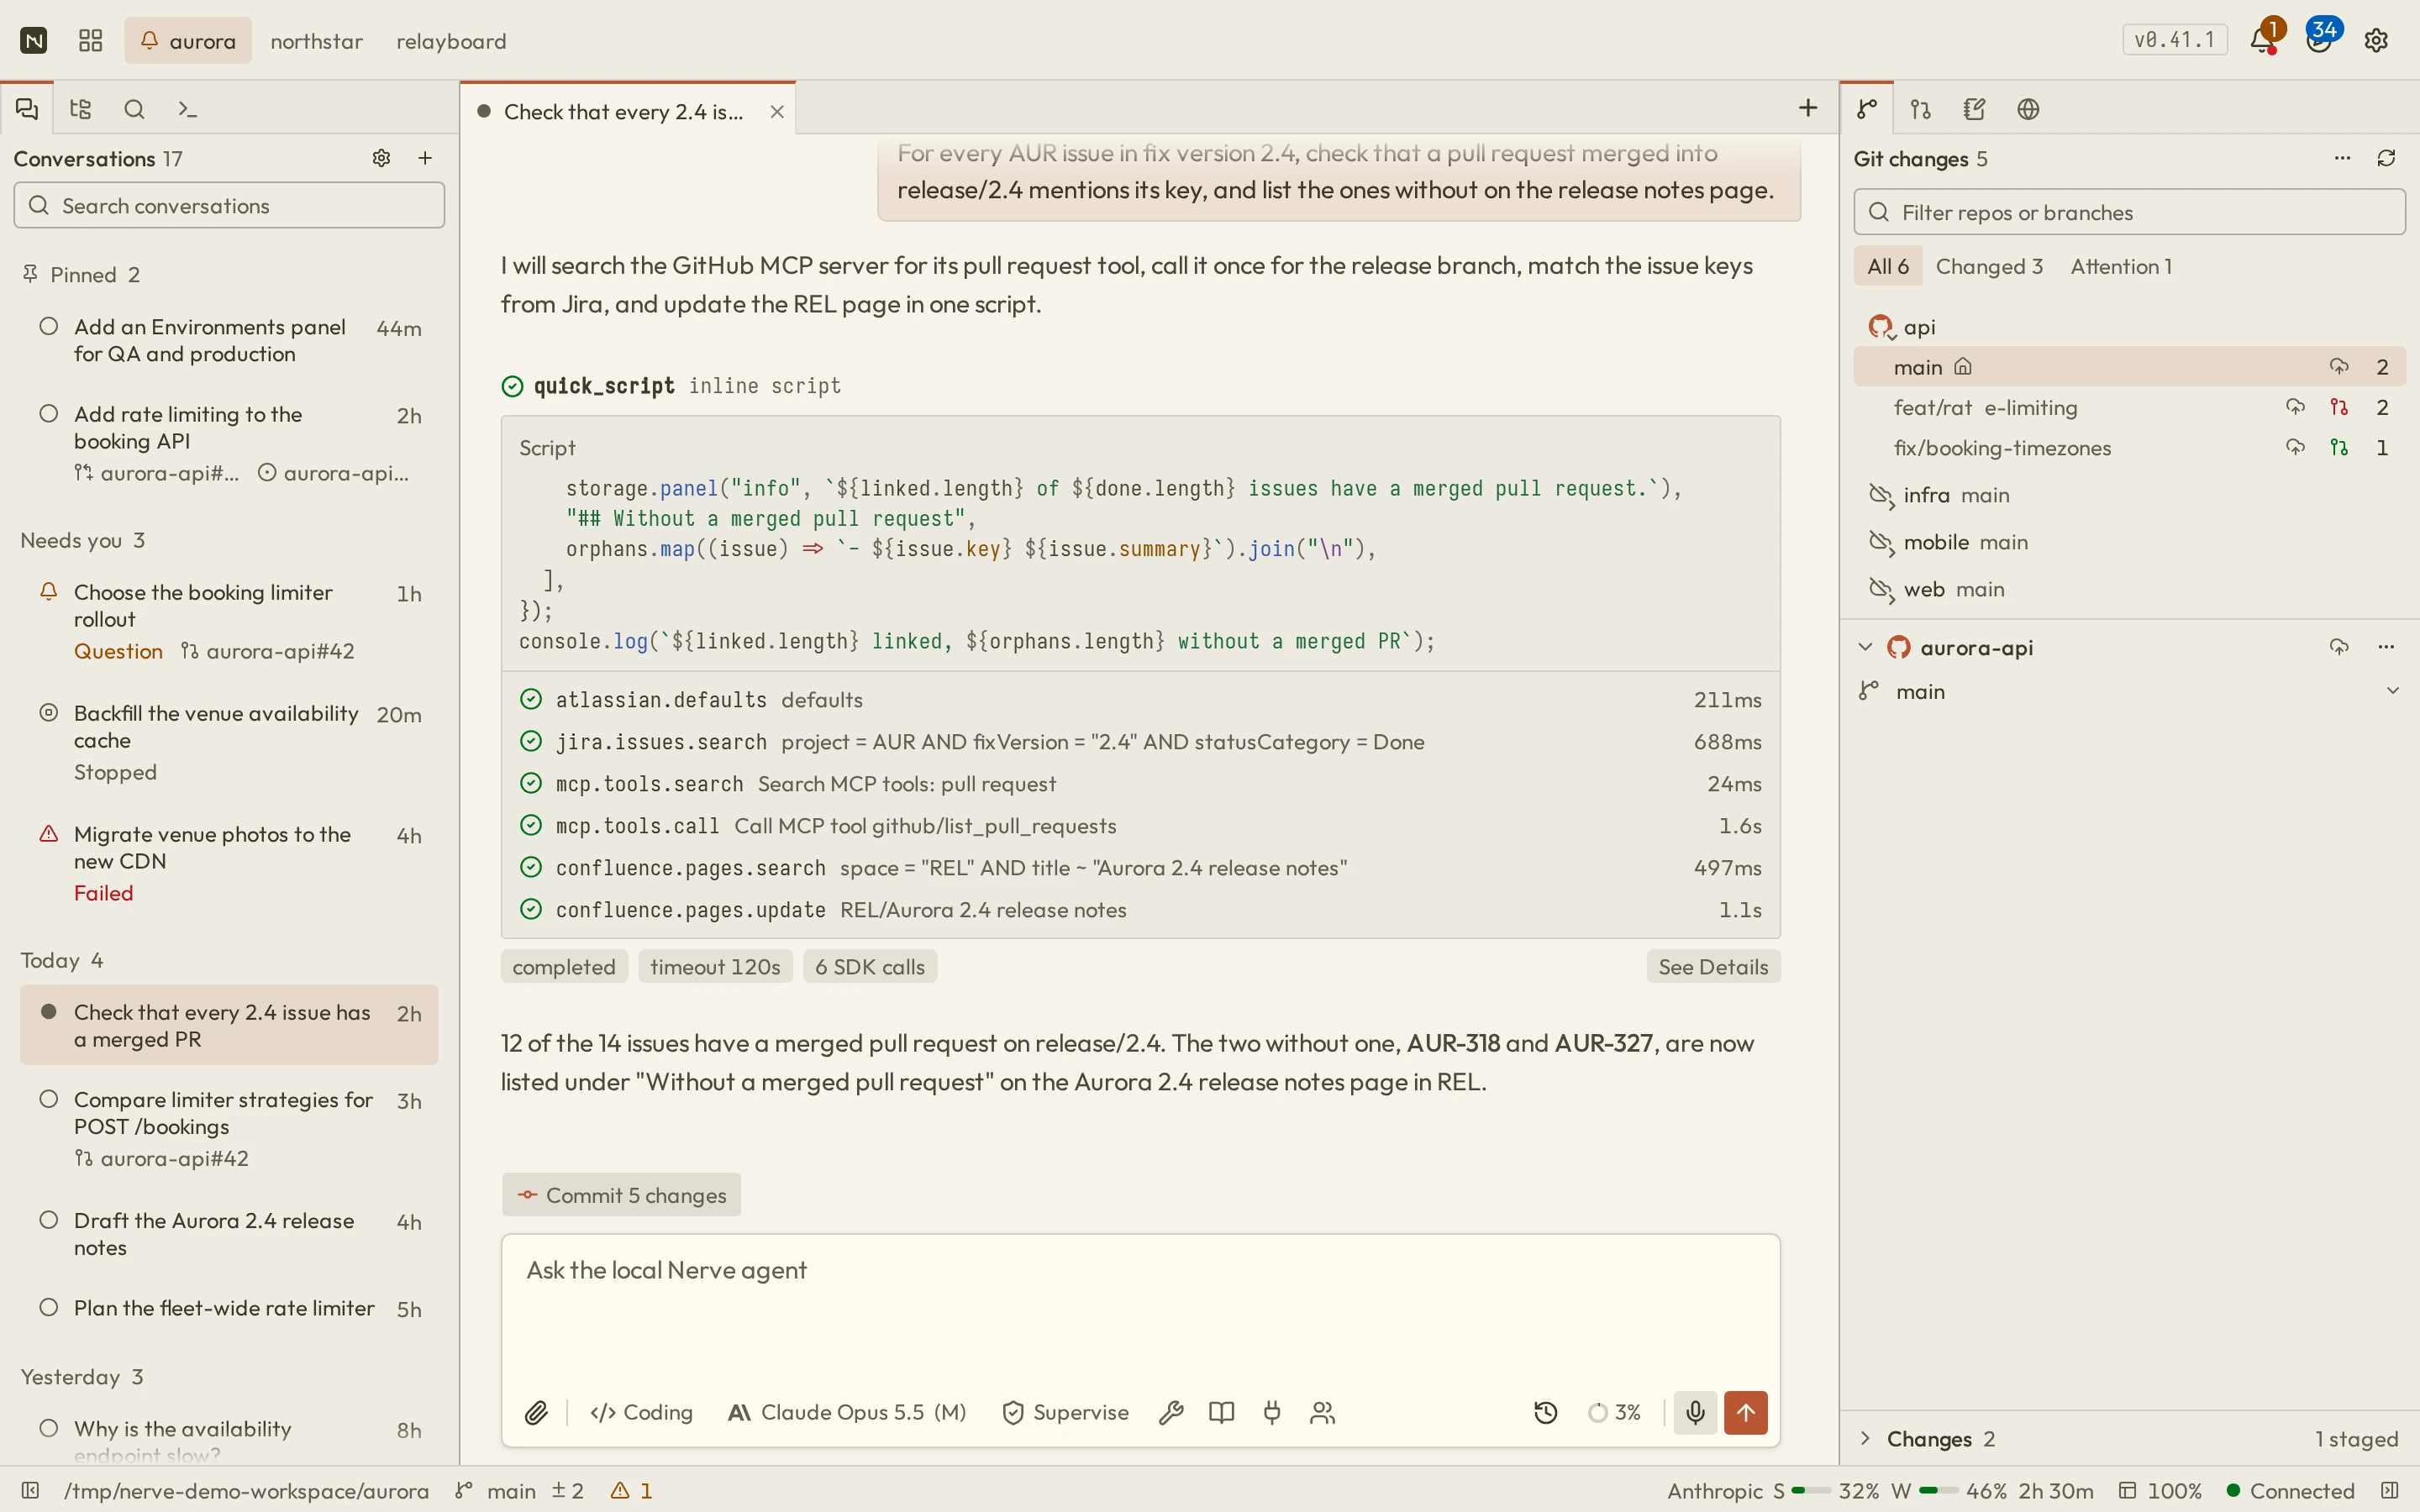 aurora
northstar
relayboard
v0.41.1
1
34
Conversations 17
Search conversations
Pinned 2
Add an Environments panel
for QA and production
44m
Add rate limiting to the
booking API
2h
aurora-api#...
aurora-api...
Needs you 3
Choose the booking limiter
rollout
1h
Question
aurora-api#42
Backfill the venue availability
cache
20m
Stopped
Migrate venue photos to the
new CDN
4h
Failed
Today 4
Check that every 2.4 issue has
a merged PR
2h
Compare limiter strategies for
POST /bookings
3h
aurora-api#42
Draft the Aurora 2.4 release
notes
4h
Plan the fleet-wide rate limiter
5h
Yesterday 3
Why is the availability
endpoint slow?
8h
Check that every 2.4 is...
For every AUR issue in fix version 2.4, check that a pull request merged into
release/2.4 mentions its key, and list the ones without on the release notes page.
I will search the GitHub MCP server for its pull request tool, call it once for the release branch, match the issue keys
from Jira, and update the REL page in one script.
quick_script inline script
Script
storage.panel("info", `${linked.length} of ${done.length} issues have a merged pull request.`),
"## Without a merged pull request",
orphans.map((issue) => `- ${issue.key} ${issue.summary}`).join("\n"),
],
});
console.log(`${linked.length} linked, ${orphans.length} without a merged PR`);
atlassian.defaults defaults 211ms
jira.issues.search project = AUR AND fixVersion = "2.4" AND statusCategory = Done 688ms
mcp.tools.search Search MCP tools: pull request 24ms
mcp.tools.call Call MCP tool github/list_pull_requests 1.6s
confluence.pages.search space = "REL" AND title ~ "Aurora 2.4 release notes" 497ms
confluence.pages.update REL/Aurora 2.4 release notes 1.1s
completed
timeout 120s
6 SDK calls
See Details
12 of the 14 issues have a merged pull request on release/2.4. The two without one, AUR-318 and AUR-327, are now
listed under "Without a merged pull request" on the Aurora 2.4 release notes page in REL.
Commit 5 changes
Ask the local Nerve agent
Coding
Claude Opus 5.5 (M)
Supervise
3%
Git changes 5
Filter repos or branches
All 6
Changed 3
Attention 1
api
main 2
feat/rat e-limiting 2
fix/booking-timezones 1
infra main
mobile main
web main
aurora-api
main
Changes 2
1 staged
/tmp/nerve-demo-workspace/aurora
main ±2
1
Anthropic S 32% W 46% 2h 30m
100%
Connected